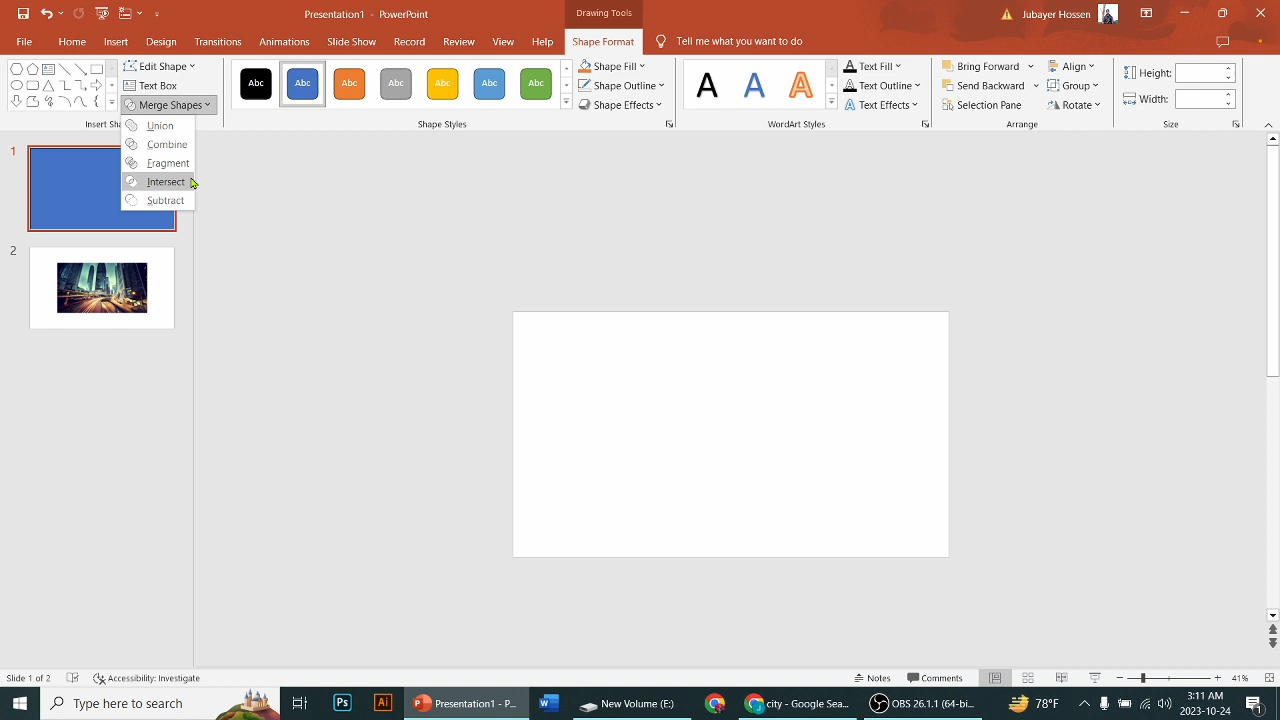 Presentation1 - PowerPoint
Drawing Tools
Jubayer Hossen
File Home Insert Design Transitions Animations Slide Show Record Review View Help Shape Format Tell me what you want to do
Edit Shape
Text Box
Merge Shapes
Abc Abc Abc Abc Abc Abc Abc
Shape Fill
Shape Outline
Shape Effects
A A A
Text Fill
Text Outline
Text Effects
Bring Forward
Send Backward
Selection Pane
Align
Group
Rotate
Height:
Width:
Insert Sha
Shape Styles
WordArt Styles
Arrange
Size
Union
Combine
Fragment
Intersect
Subtract
1
2
Slide 1 of 2
Accessibility: Investigate
Notes
Comments
41%
Type here to search
Ps
Ai
Presentation1 - P...
New Volume (E:)
city - Google Sea...
OBS 26.1.1 (64-bi...
78°F
3:11 AM
2023-10-24